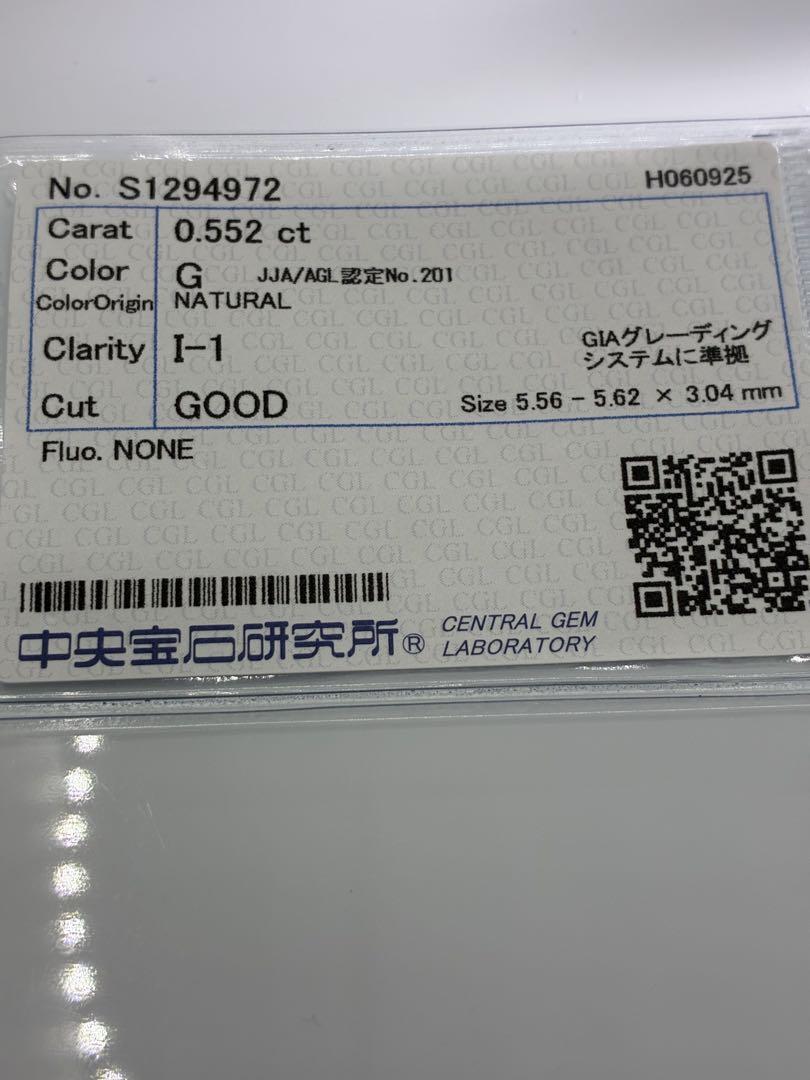 No. S1294972
H060925
Carat 0.552 ct
Color G JJA/AGL認定No.201
ColorOrigin NATURAL
Clarity I-1
GIAグレーディング
システムに準拠
Cut GOOD Size 5.56 - 5.62 × 3.04 mm
Fluo. NONE
中央宝石研究所® CENTRAL GEM
LABORATORY